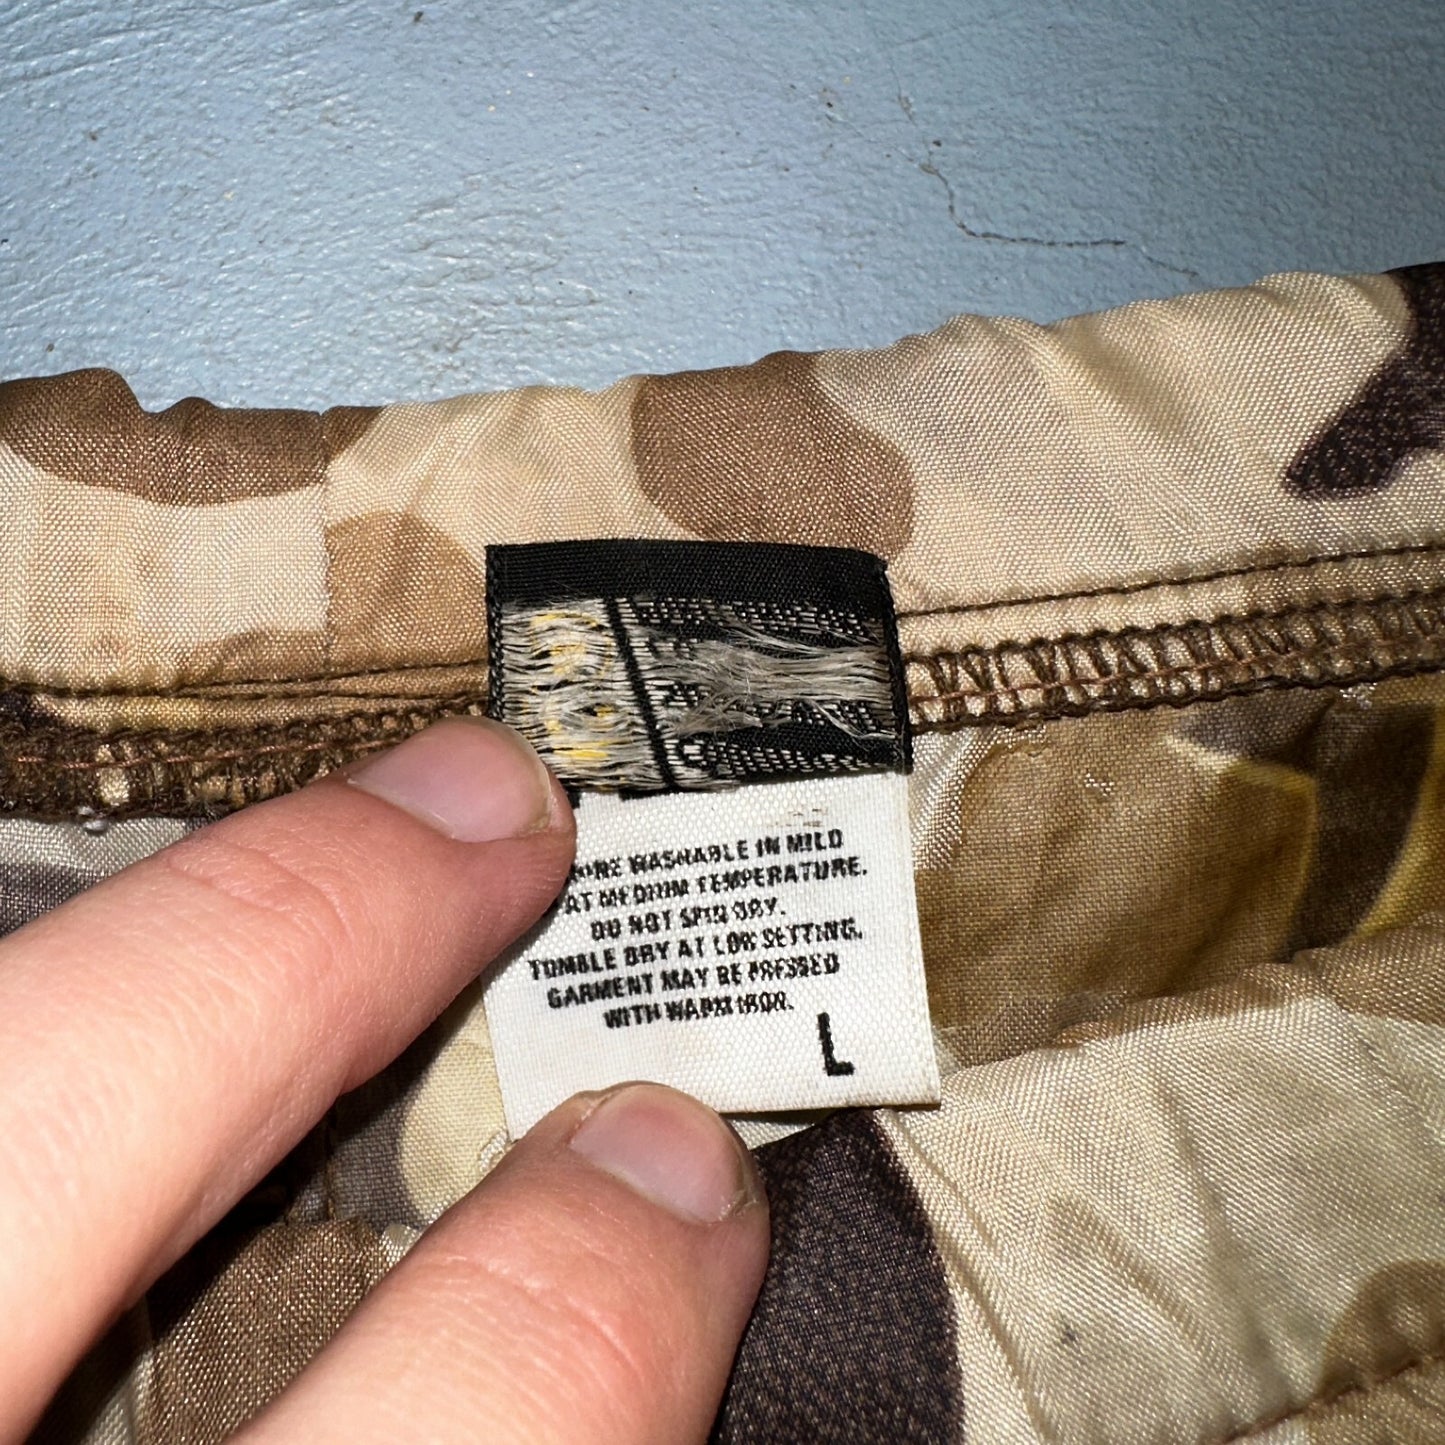 WASHABLE IN MILD
AT MEDIUM TEMPERATURE.
DO NOT SPIN DRY.
TUMBLE DRY AT LOW SETTING.
GARMENT MAY BE PRESSED
WITH WARM IRON.
L